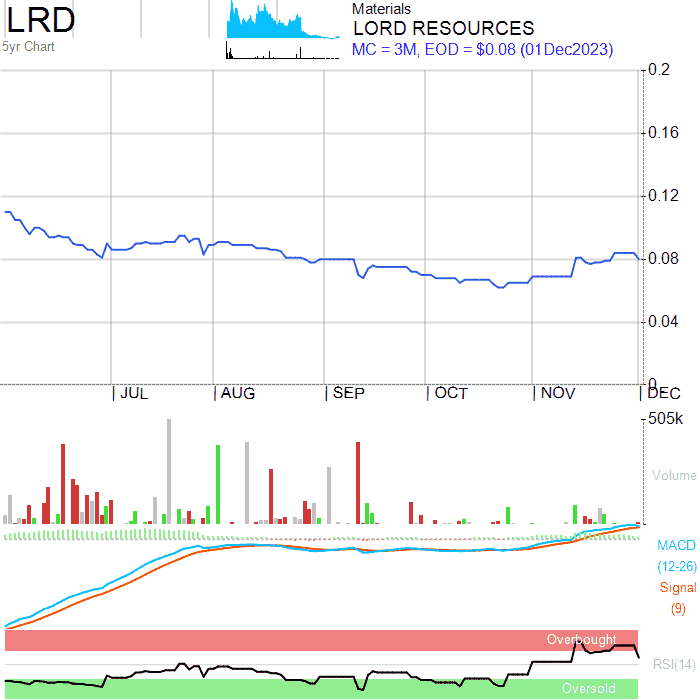 LRD
5yr Chart
Materials
LORD RESOURCES
MC = 3M, EOD = $0.08 (01Dec2023)
0.2
0.16
0.12
0.08
0.04
0
JUL AUG SEP OCT NOV DEC
505k
Volume
MACD
(12-26)
Signal
(9)
Overbought
RSI(14)
Oversold